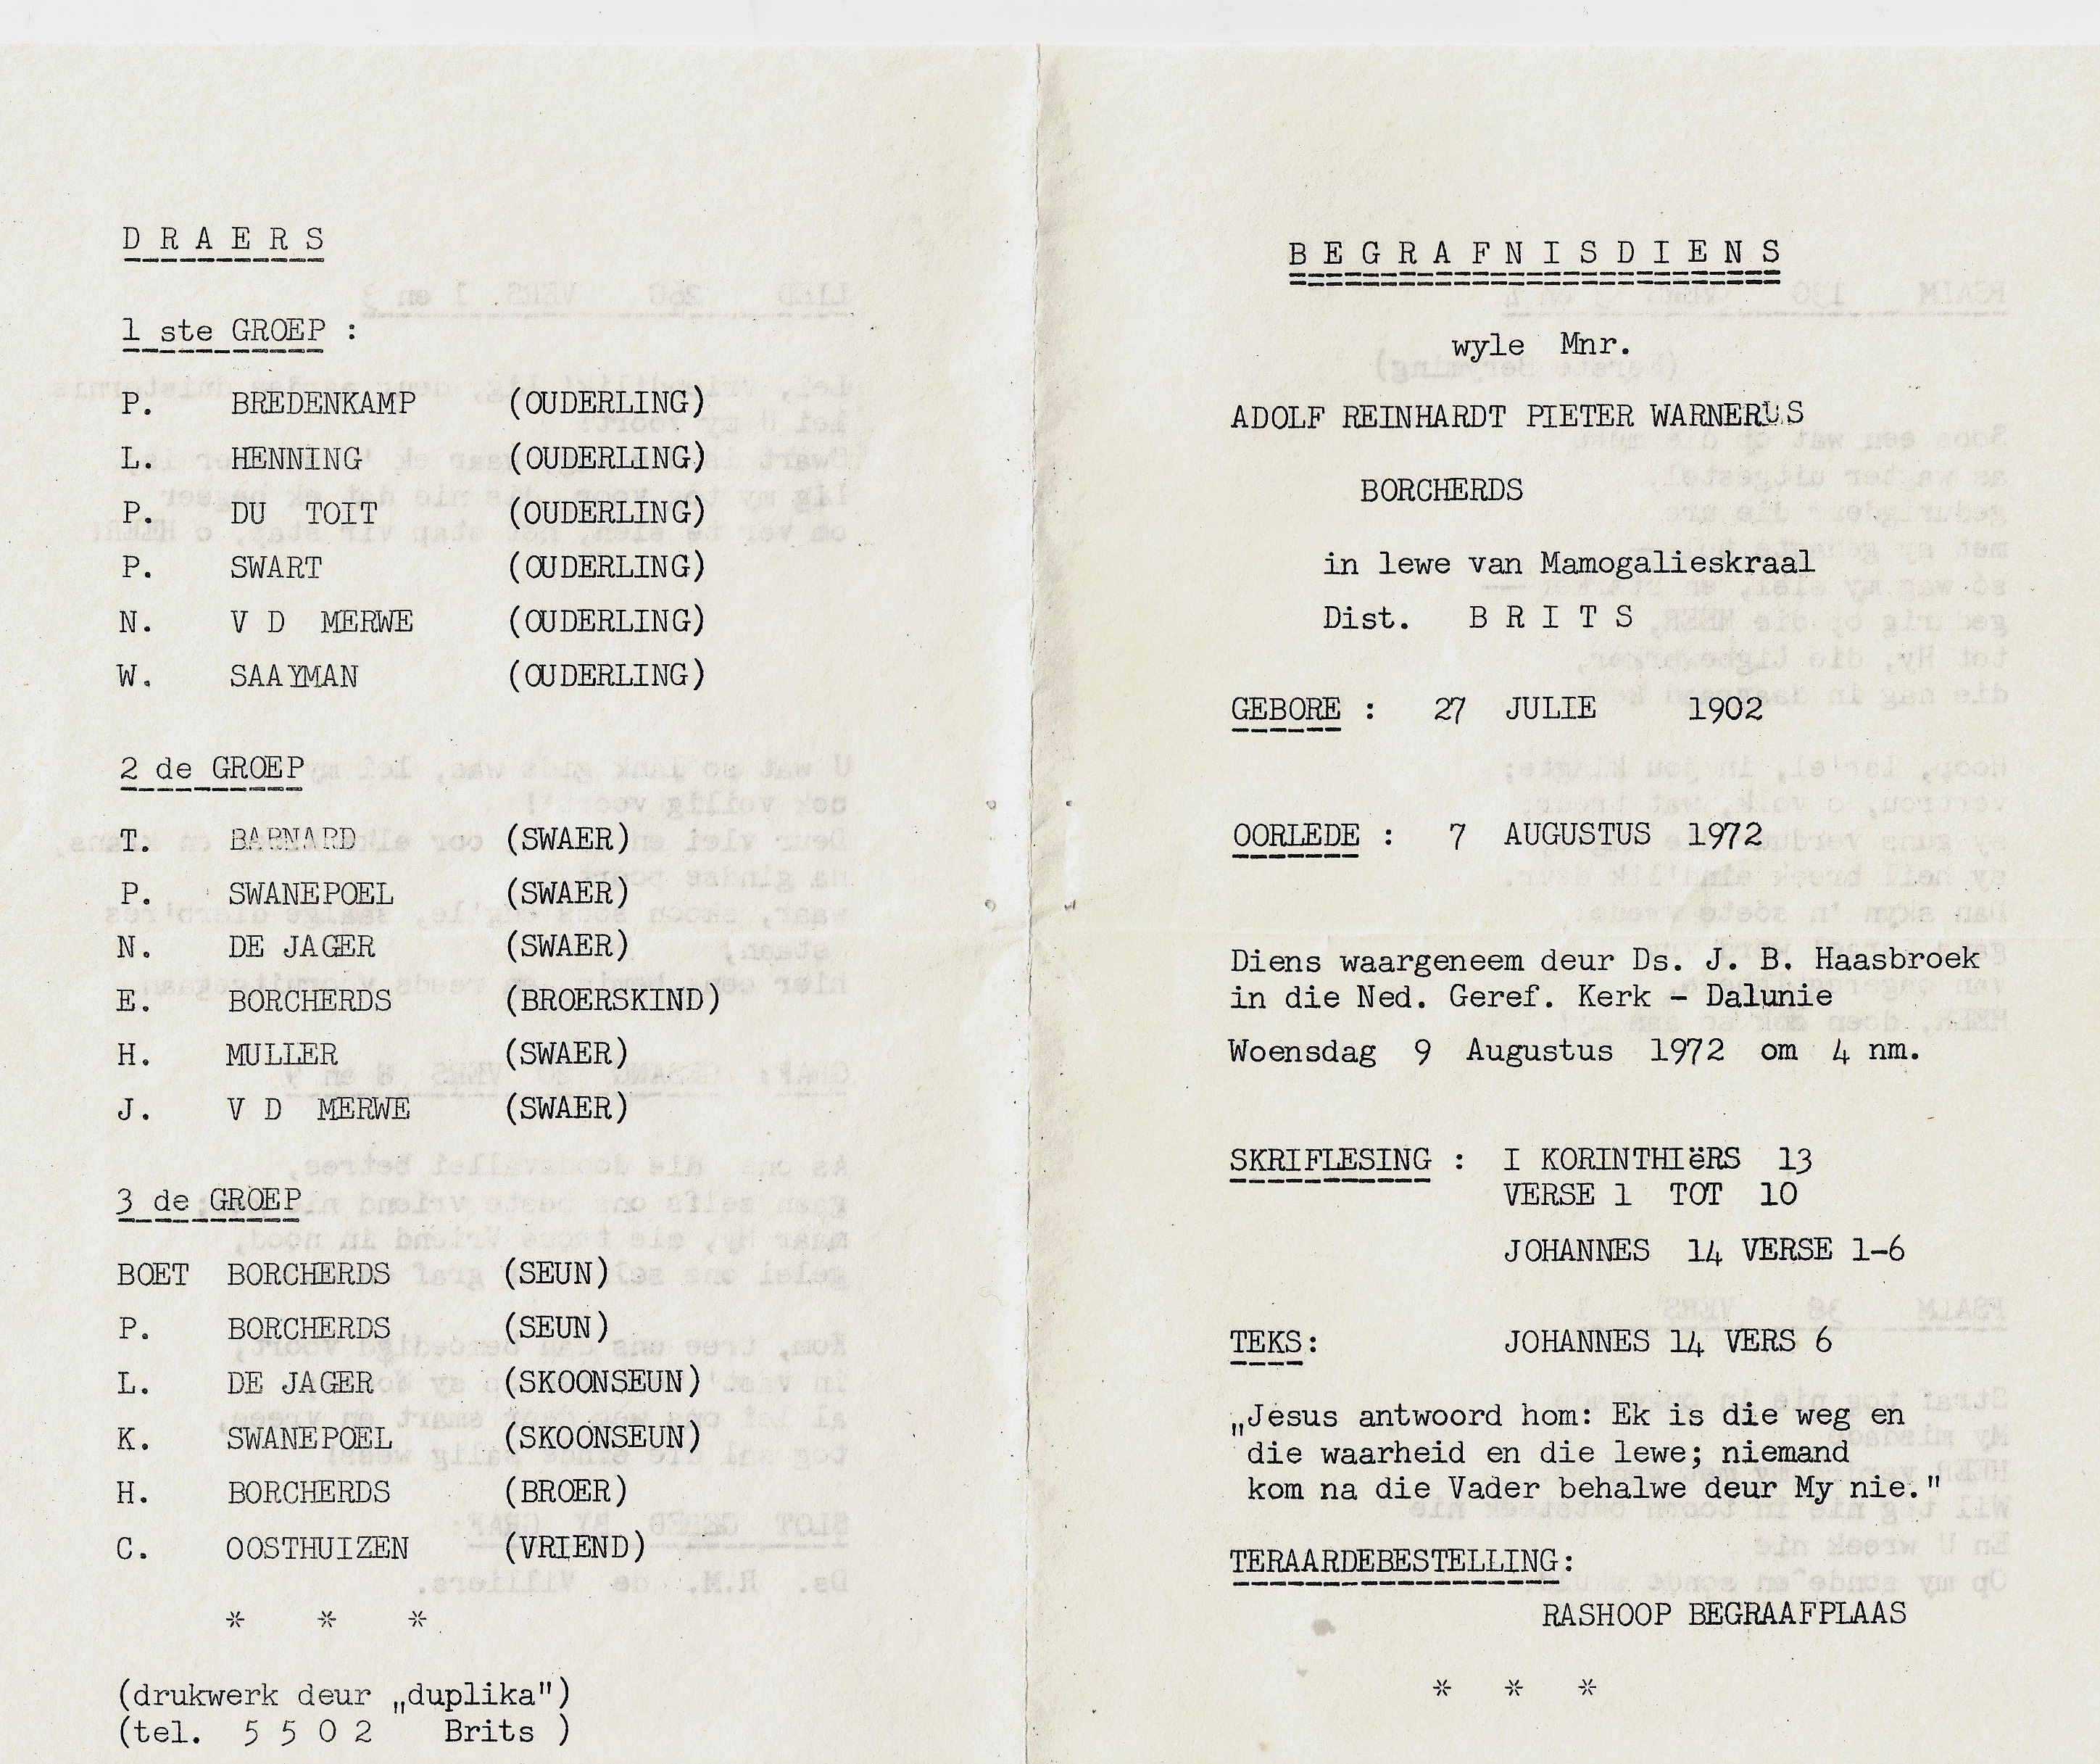 DRAERS
1 ste GROEP :
P. BREDENKAMP (OUDERLING)
L. HENNING (OUDERLING)
P. DU TOIT (OUDERLING)
P. SWART (OUDERLING)
N. V D MERWE (OUDERLING)
W. SAAYMAN (OUDERLING)
2 de GROEP
T. BARNARD (SWAER)
P. SWANEPOEL (SWAER)
N. DE JAGER (SWAER)
E. BORCHERDS (BROERSKIND)
H. MULLER (SWAER)
J. V D MERWE (SWAER)
3 de GROEP
BOET BORCHERDS (SEUN)
P. BORCHERDS (SEUN)
L. DE JAGER (SKOONSEUN)
K. SWANEPOEL (SKOONSEUN)
H. BORCHERDS (BROER)
C. OOSTHUIZEN (VRIEND)
* * *
(drukwerk deur „duplika")
(tel. 5 5 0 2 Brits )
BEGRAFNISDIENS
wyle Mnr.
ADOLF REINHARDT PIETER WARNERUS
BORCHERDS
in lewe van Mamogalieskraal
Dist. B R I T S
GEBORE : 27 JULIE 1902
OORLEDE : 7 AUGUSTUS 1972
Diens waargeneem deur Ds. J. B. Haasbroek
in die Ned. Geref. Kerk - Dalunie
Woensdag 9 Augustus 1972 om 4 nm.
SKRIFLESING : I KORINTHIëRS 13
VERSE 1 TOT 10
JOHANNES 14 VERSE 1-6
TEKS: JOHANNES 14 VERS 6
„Jesus antwoord hom: Ek is die weg en
die waarheid en die lewe; niemand
kom na die Vader behalwe deur My nie."
TERAARDEBESTELLING:
RASHOOP BEGRAAFPLAAS
* * *